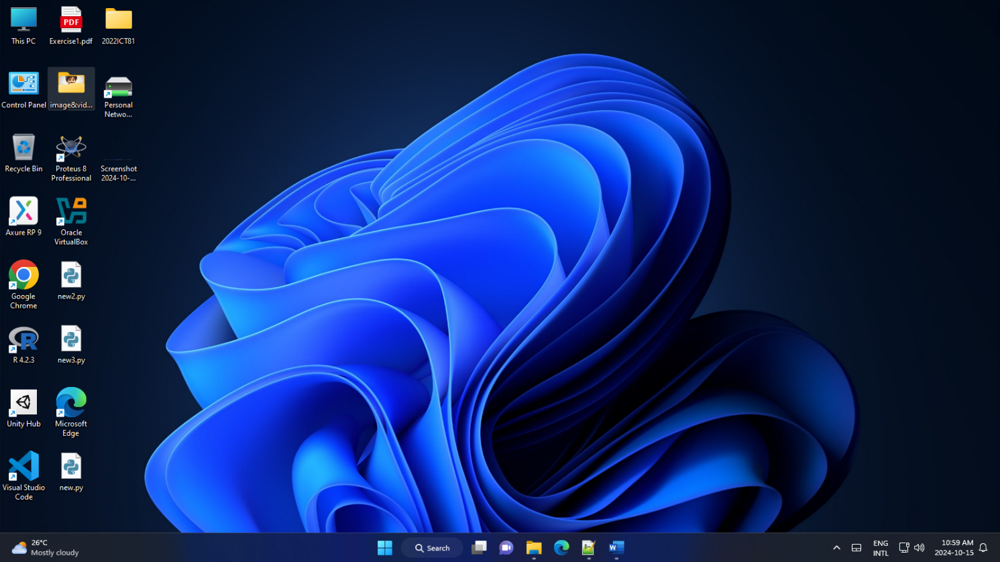 This PC
Exercise1.pdf
PDF
2022ICT81
Control Panel
image&vid...
Personal
Netwo...
Recycle Bin
Proteus 8
Professional
Screenshot
2024-10-...
Axure RP 9
Oracle
VirtualBox
Google
Chrome
new2.py
R 4.2.3
new3.py
Unity Hub
Microsoft
Edge
Visual Studio
Code
new.py
26°C
Mostly cloudy
Search
ENG
INTL
10:59 AM
2024-10-15